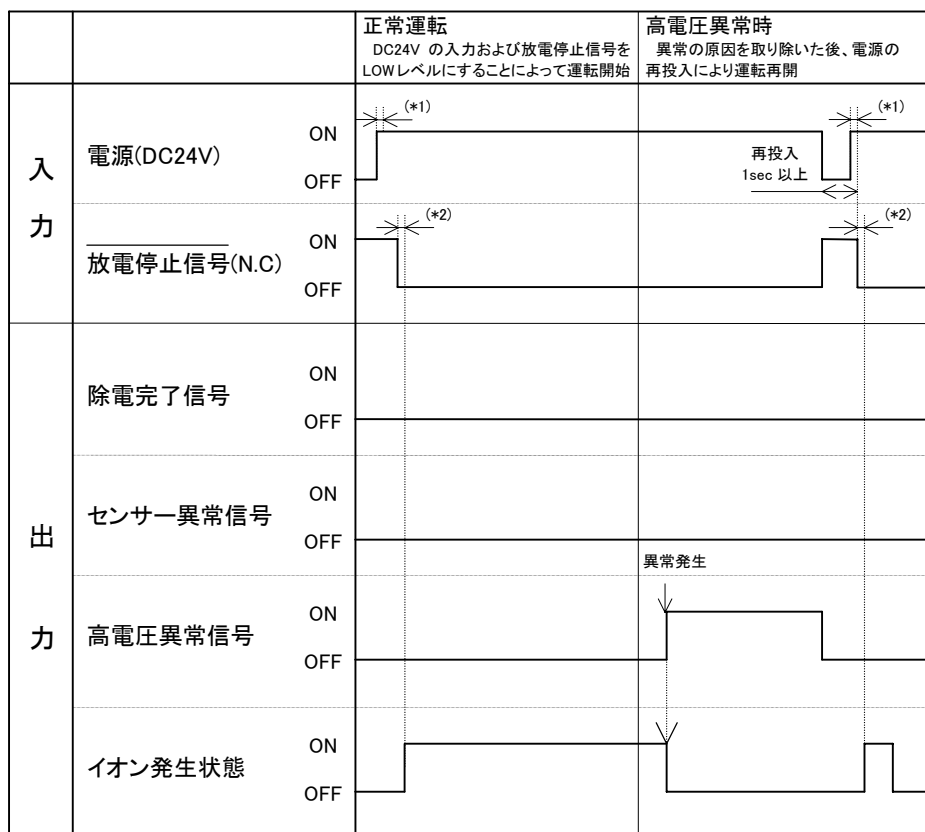 正常運転
DC24V の入力および放電停止信号を
LOWレベルにすることによって運転開始
高電圧異常時
異常の原因を取り除いた後、電源の
再投入により運転再開
入力
電源(DC24V)
ON
OFF
(*1)
(*1)
再投入
1sec 以上
放電停止信号(N.C)
ON
OFF
(*2)
(*2)
出力
除電完了信号
ON
OFF
センサー異常信号
ON
OFF
高電圧異常信号
ON
OFF
異常発生
イオン発生状態
ON
OFF